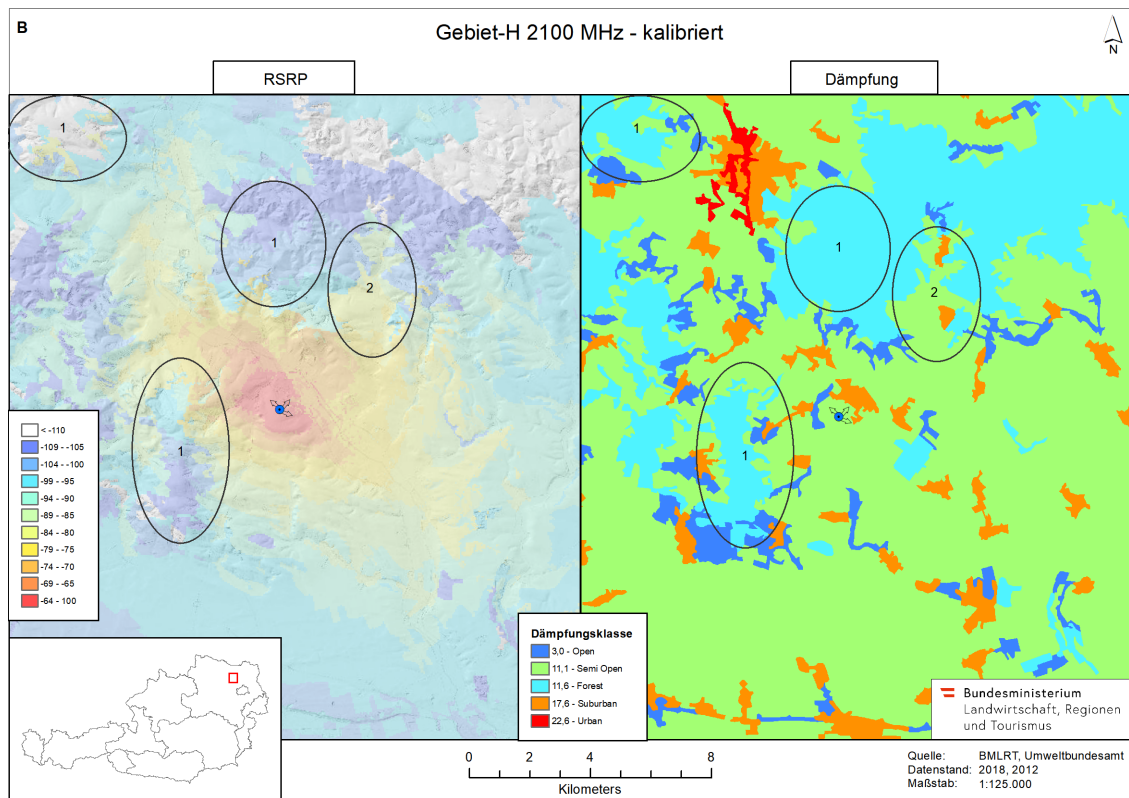 B
Gebiet-H 2100 MHz - kalibriert
N
RSRP
Dämpfung
1
1
2
1
1
1
2
1
< -110
-109 - -105
-104 - -100
-99 - -95
-94 - -90
-89 - -85
-84 - -80
-79 - -75
-74 - -70
-69 - -65
-64 - 100
Dämpfungsklasse
3,0 - Open
11,1 - Semi Open
11,6 - Forest
17,6 - Suburban
22,6 - Urban
Bundesministerium
Landwirtschaft, Regionen
und Tourismus
0 1 2 4 6 8
Kilometers
Quelle: BMLRT, Umweltbundesamt
Datenstand: 2018, 2012
Maßstab: 1:125.000